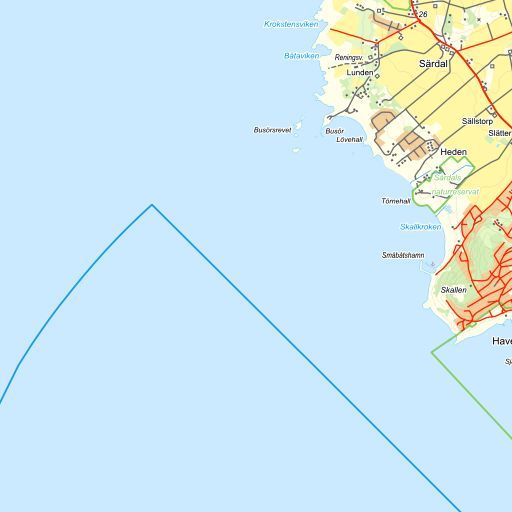 26
Krokstensviken
Båtaviken
Reningsv.
Särdal
Lunden
Sällstorp
Busörsrevet
Busör
Slätter
Lövehall
Heden
Särdals
naturreservat
Törnehall
Skallkroken
Småbåtshamn
Skallen
Have
Sj